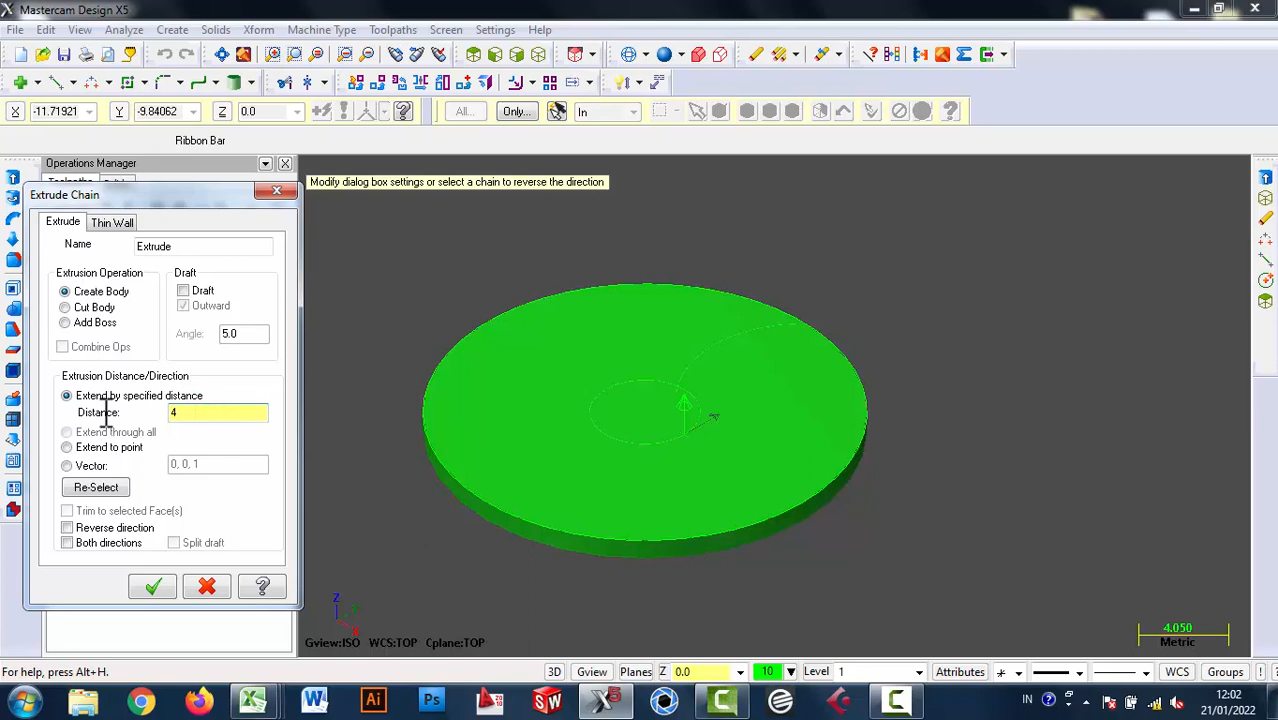 Mastercam Design X5
File Edit View Analyze Create Solids Xform Machine Type Toolpaths Screen Settings Help
X -11.71921 Y -9.84062 Z 0.0 All... Only... In
Ribbon Bar
Operations Manager
Extrude Chain
Modify dialog box settings or select a chain to reverse the direction
Extrude Thin Wall
Name Extrude
Extrusion Operation Draft
Create Body Draft
Cut Body Outward
Add Boss
Angle: 5.0
Combine Ops
Extrusion Distance/Direction
Extend by specified distance
Distance: 4
Extend through all
Extend to point
Vector: 0, 0, 1
Re-Select
Trim to selected Face(s)
Reverse direction
Both directions Split draft
Z
Y
X
Gview:ISO WCS:TOP Cplane:TOP
4.050
Metric
For help, press Alt+H.
3D Gview Planes Z 0.0 10 Level 1 Attributes WCS Groups
IN 12:02
21/01/2022